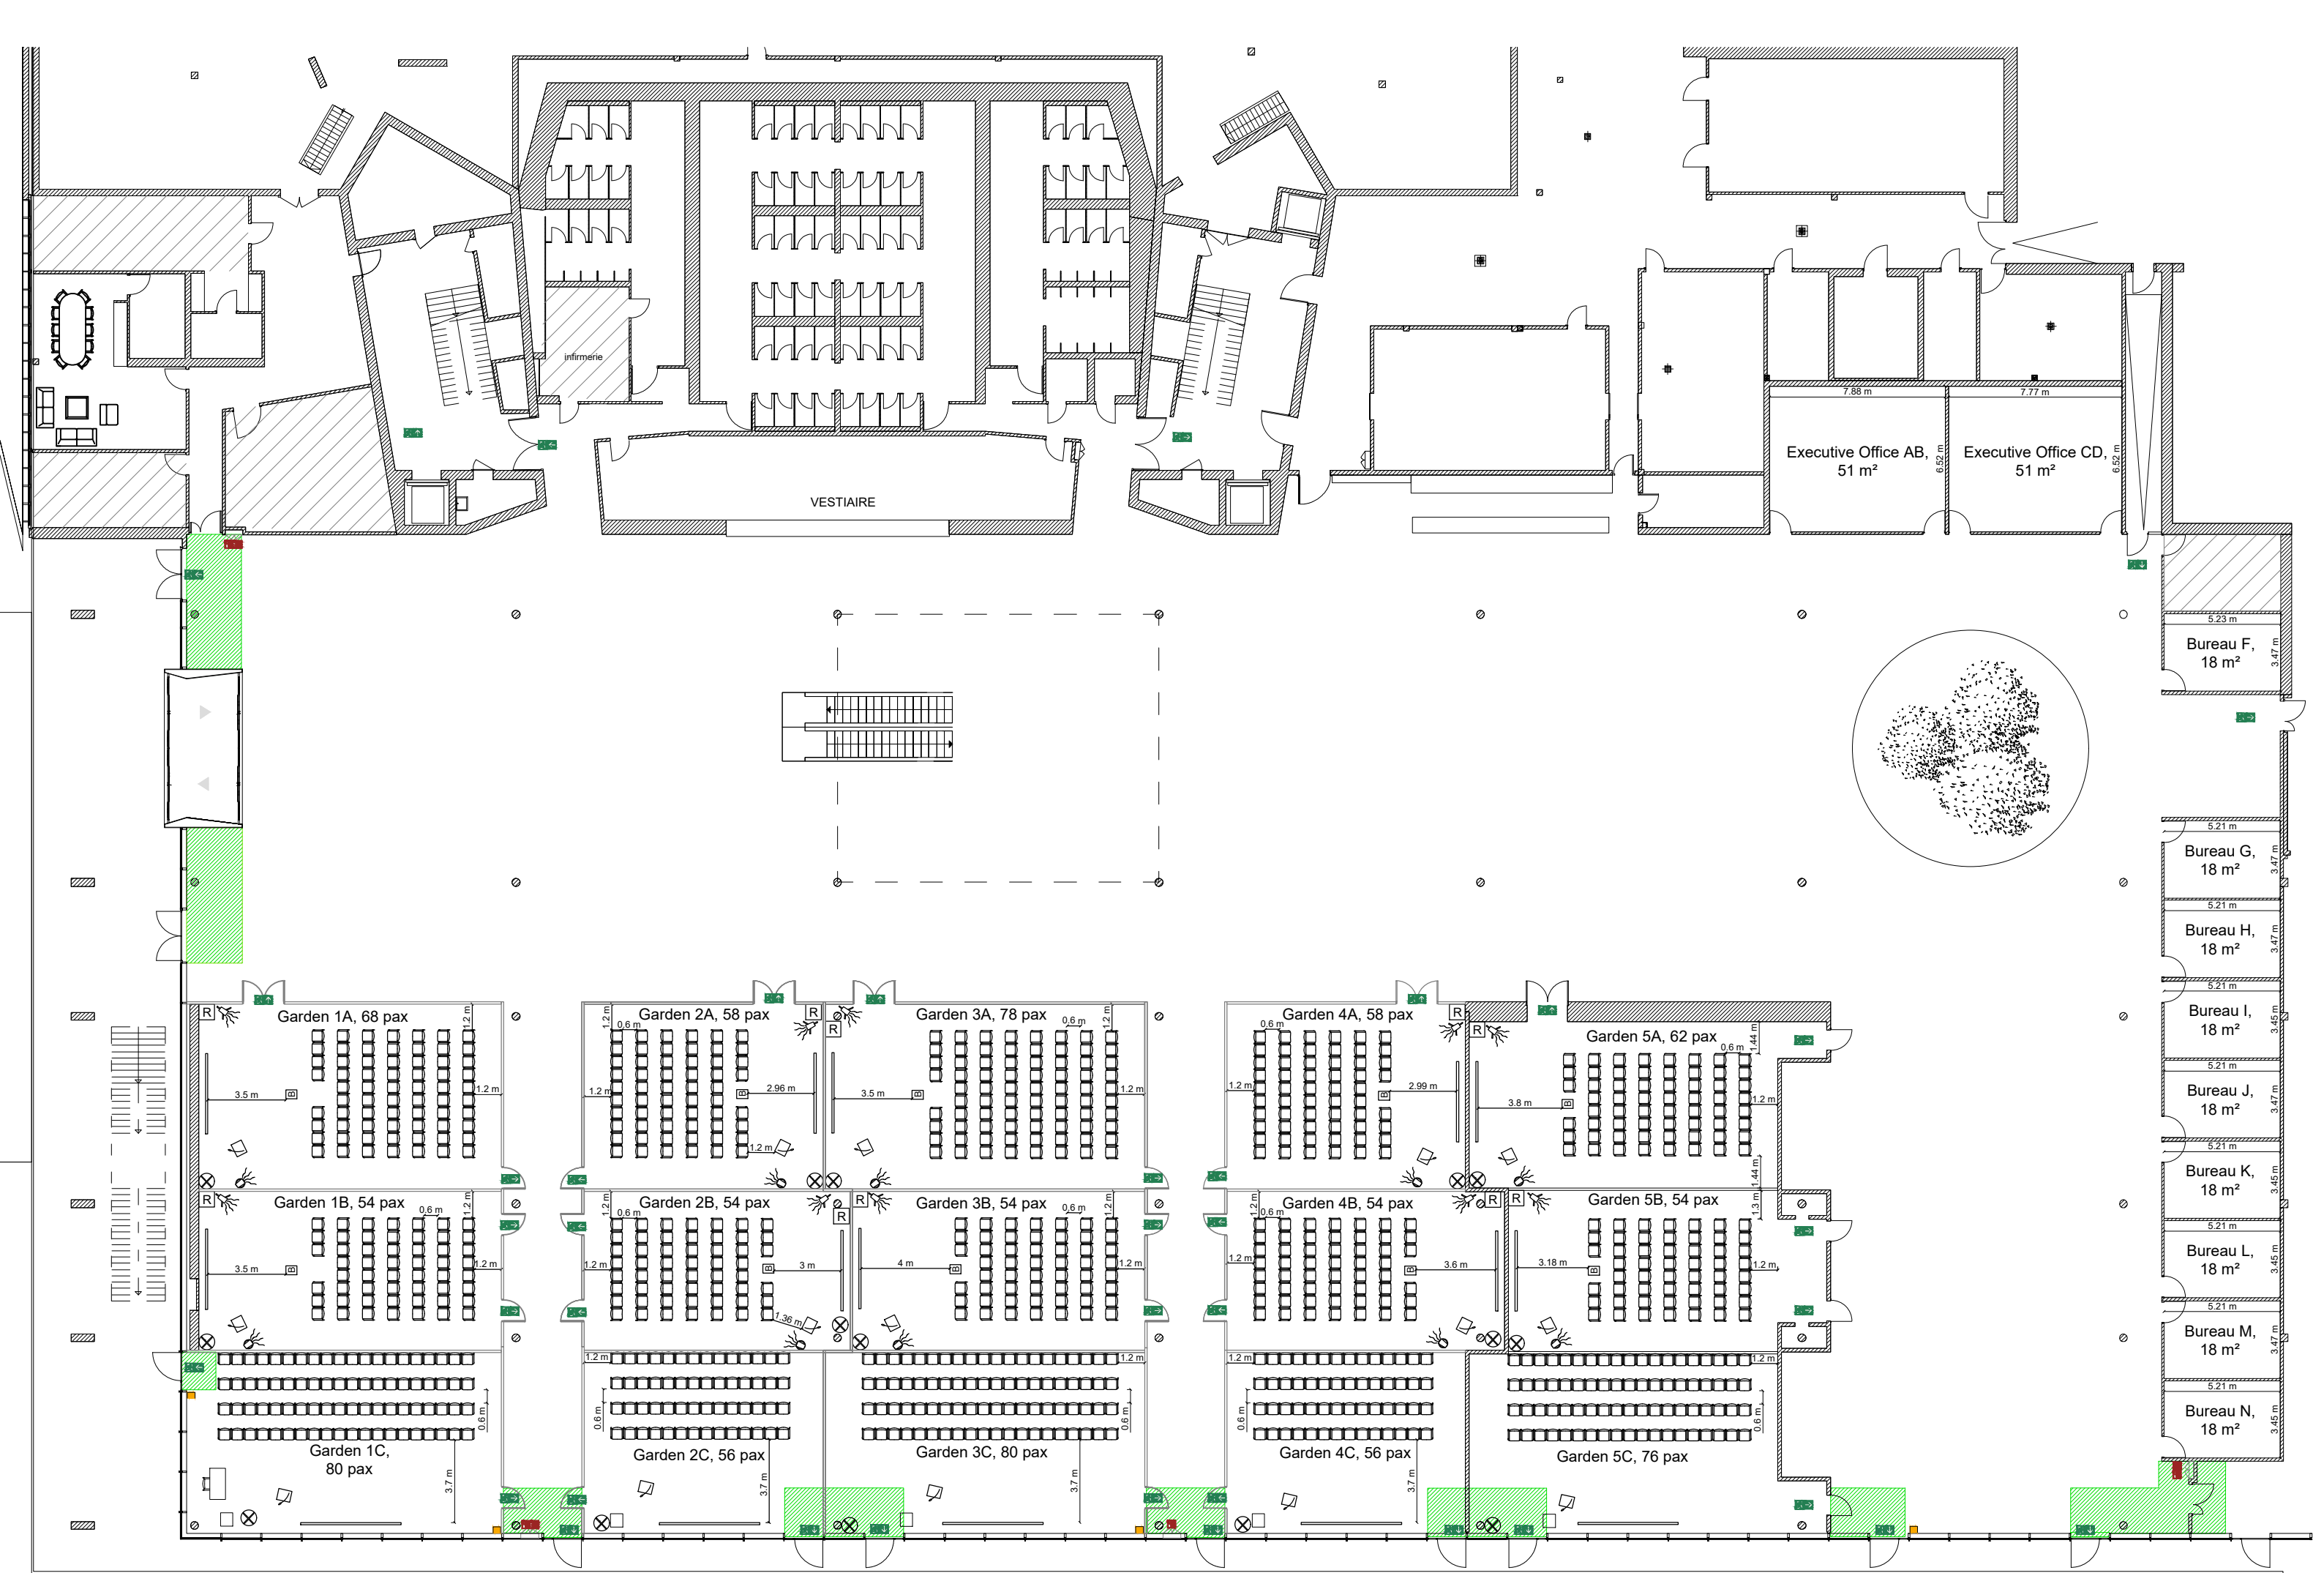 infirmerie
VESTIAIRE
7.88 m
7.77 m
Executive Office AB,
51 m²
6.52 m
Executive Office CD,
51 m²
6.52 m
5.23 m
Bureau F,
18 m²
3.47 m
5.21 m
Bureau G,
18 m²
3.47 m
5.21 m
Bureau H,
18 m²
3.47 m
5.21 m
Bureau I,
18 m²
3.45 m
5.21 m
Bureau J,
18 m²
3.47 m
5.21 m
Bureau K,
18 m²
3.45 m
5.21 m
Bureau L,
18 m²
3.45 m
5.21 m
Bureau M,
18 m²
3.47 m
5.21 m
Bureau N,
18 m²
3.45 m
R
Garden 1A, 68 pax
1.2 m
3.5 m
B
1.2 m
Garden 2A, 58 pax
R
1.2 m
0.6 m
1.2 m
B
2.96 m
1.2 m
Garden 3A, 78 pax
R
0.6 m
1.2 m
3.5 m
B
1.2 m
Garden 4A, 58 pax
R
0.6 m
1.2 m
B
2.99 m
R
Garden 5A, 62 pax
1.44 m
0.6 m
3.8 m
B
1.2 m
1.44 m
R
Garden 1B, 54 pax
0.6 m
1.2 m
3.5 m
B
1.2 m
Garden 2B, 54 pax
1.2 m
0.6 m
R
1.2 m
B
3 m
1.36 m
R
Garden 3B, 54 pax
0.6 m
1.2 m
4 m
B
1.2 m
Garden 4B, 54 pax
1.2 m
0.6 m
R
1.2 m
B
3.6 m
R
Garden 5B, 54 pax
1.3 m
3.18 m
B
1.2 m
0.6 m
Garden 1C,
80 pax
3.7 m
1.2 m
0.6 m
Garden 2C, 56 pax
3.7 m
1.2 m
0.6 m
Garden 3C, 80 pax
3.7 m
1.2 m
0.6 m
Garden 4C, 56 pax
3.7 m
1.2 m
0.6 m
Garden 5C, 76 pax